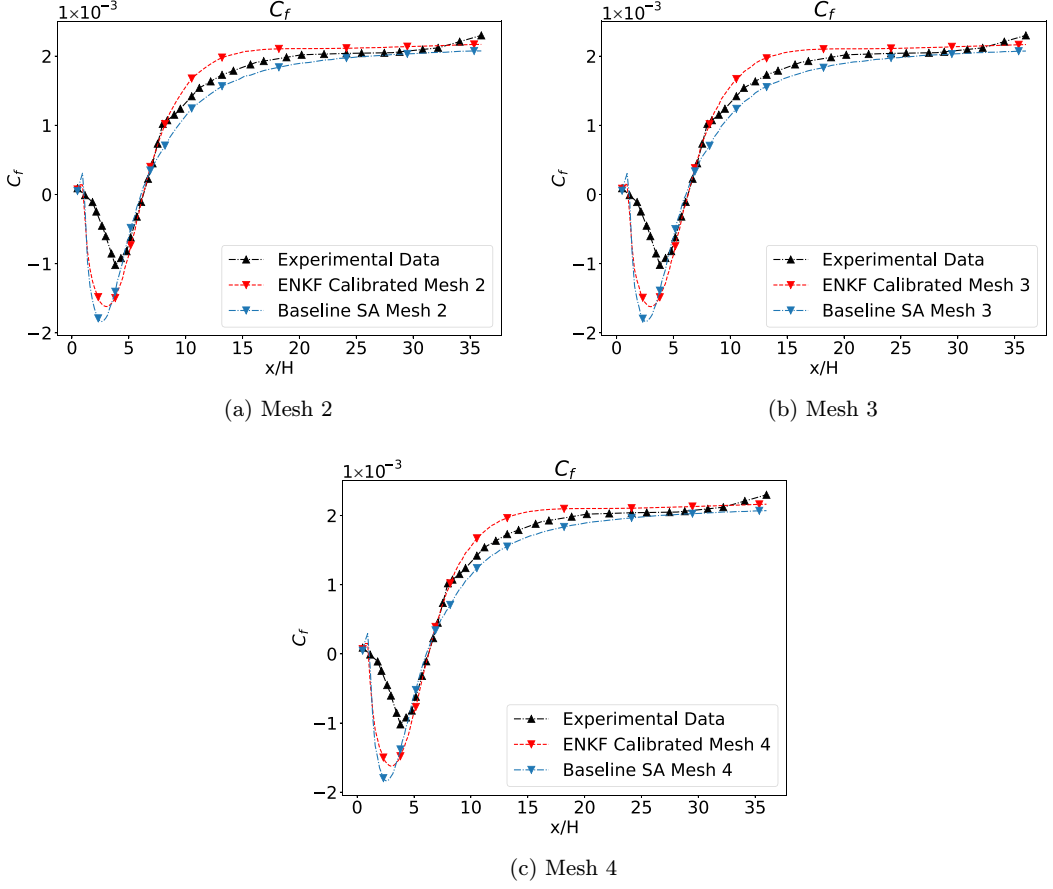 1×10⁻³
C_f
2
1
0
−1
−2
C_f
0 5 10 15 20 25 30 35
x/H
Experimental Data
ENKF Calibrated Mesh 2
Baseline SA Mesh 2
(a) Mesh 2
1×10⁻³
C_f
2
1
0
−1
−2
C_f
0 5 10 15 20 25 30 35
x/H
Experimental Data
ENKF Calibrated Mesh 3
Baseline SA Mesh 3
(b) Mesh 3
1×10⁻³
C_f
2
1
0
−1
−2
C_f
0 5 10 15 20 25 30 35
x/H
Experimental Data
ENKF Calibrated Mesh 4
Baseline SA Mesh 4
(c) Mesh 4